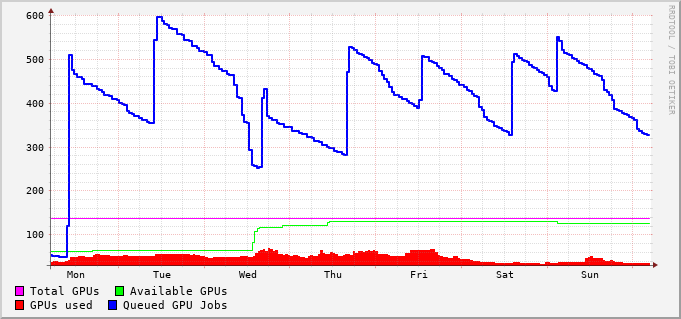 600
500
400
300
200
100
Mon Tue Wed Thu Fri Sat Sun
Total GPUs Available GPUs
GPUs used Queued GPU Jobs
RRDTOOL / TOBI OETIKER